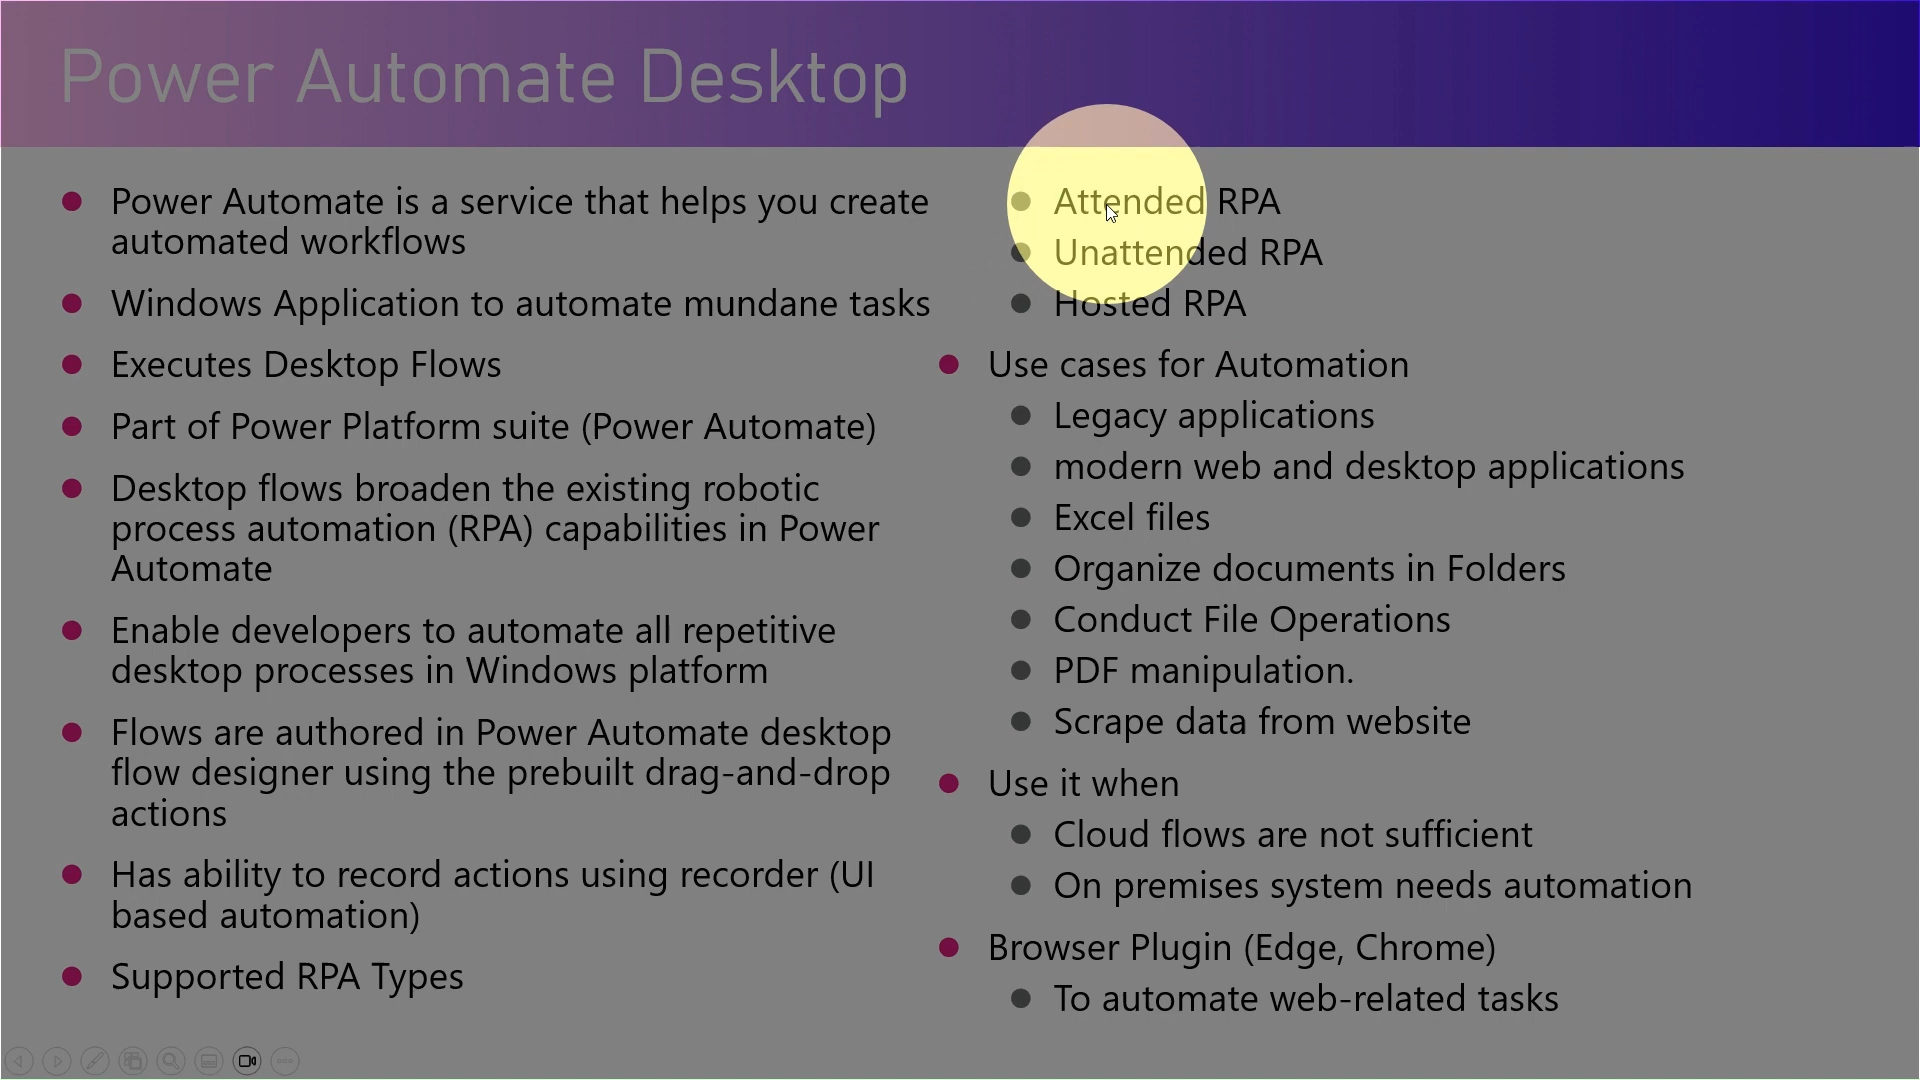 Power Automate Desktop
Power Automate is a service that helps you create
automated workflows
Windows Application to automate mundane tasks
Executes Desktop Flows
Part of Power Platform suite (Power Automate)
Desktop flows broaden the existing robotic
process automation (RPA) capabilities in Power
Automate
Enable developers to automate all repetitive
desktop processes in Windows platform
Flows are authored in Power Automate desktop
flow designer using the prebuilt drag-and-drop
actions
Has ability to record actions using recorder (UI
based automation)
Supported RPA Types
Attended RPA
Unattended RPA
Hosted RPA
Use cases for Automation
Legacy applications
modern web and desktop applications
Excel files
Organize documents in Folders
Conduct File Operations
PDF manipulation.
Scrape data from website
Use it when
Cloud flows are not sufficient
On premises system needs automation
Browser Plugin (Edge, Chrome)
To automate web-related tasks